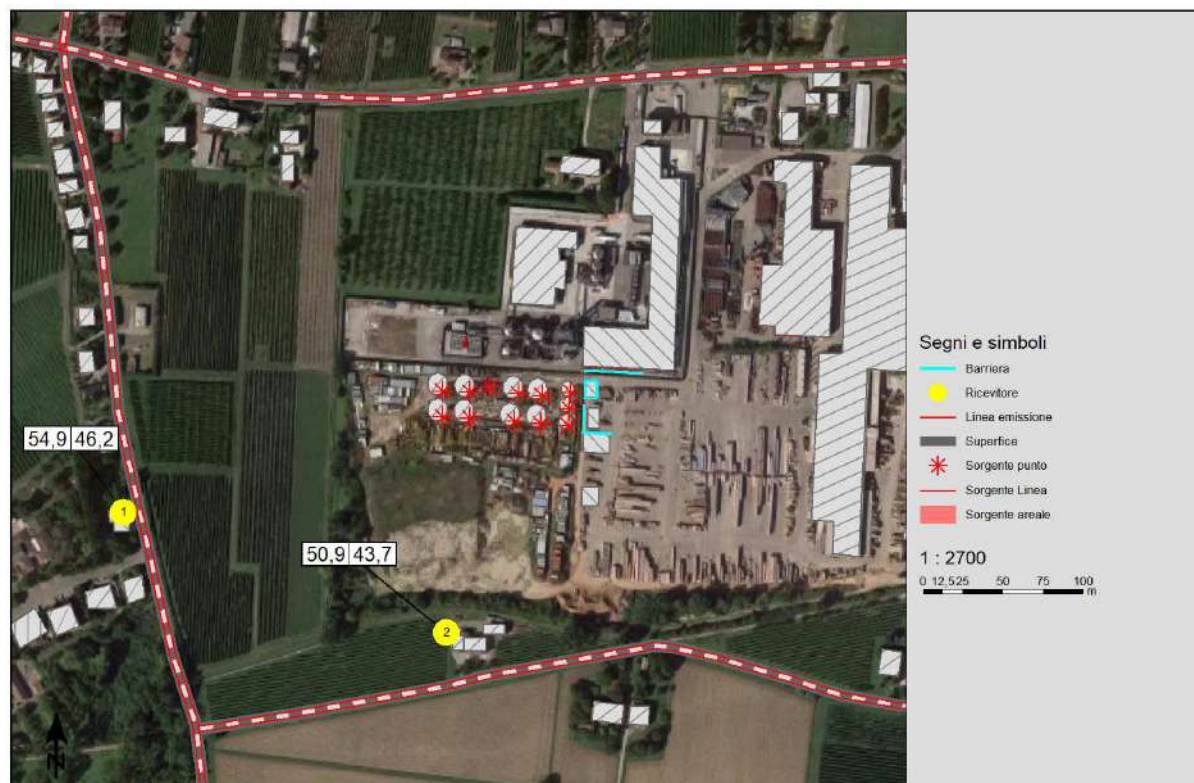 54,9 46,2
1
50,9 43,7
2
Segni e simboli
Barriera
Ricevitore
Linea emissione
Superfice
Sorgente punto
Sorgente Linea
Sorgente areale
1 : 2700
0 12,525 50 75 100
m